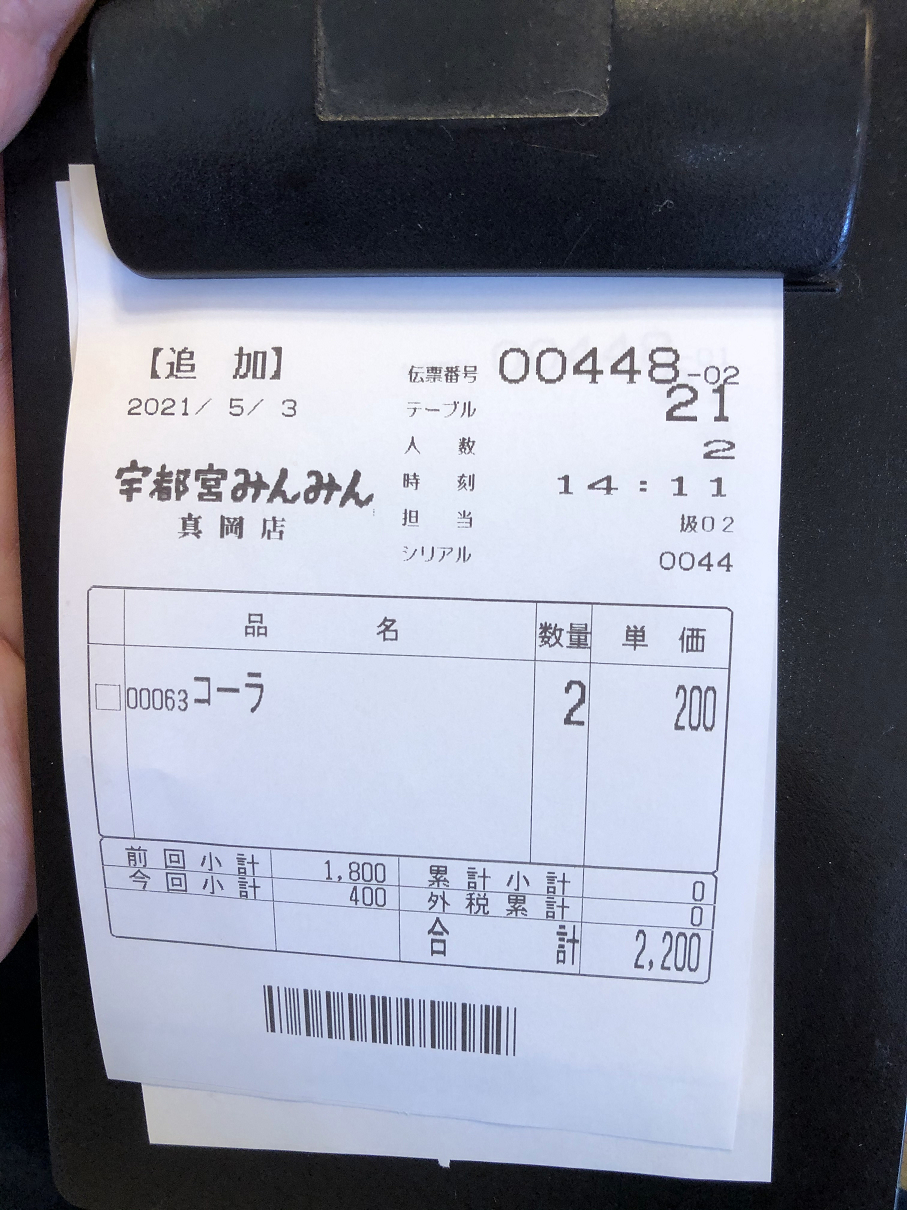 【追 加】
2021/ 5/ 3
宇都宮みんみん
真岡店
伝票番号 00448-02
テーブル 21
人 数 2
時 刻 14:11
担 当 扱02
シリアル 0044
品 名 数量 単 価
00063コーラ 2 200
前回小計 1,800 累計小計 0
今回小計 400 外税累計 0
合 計 2,200